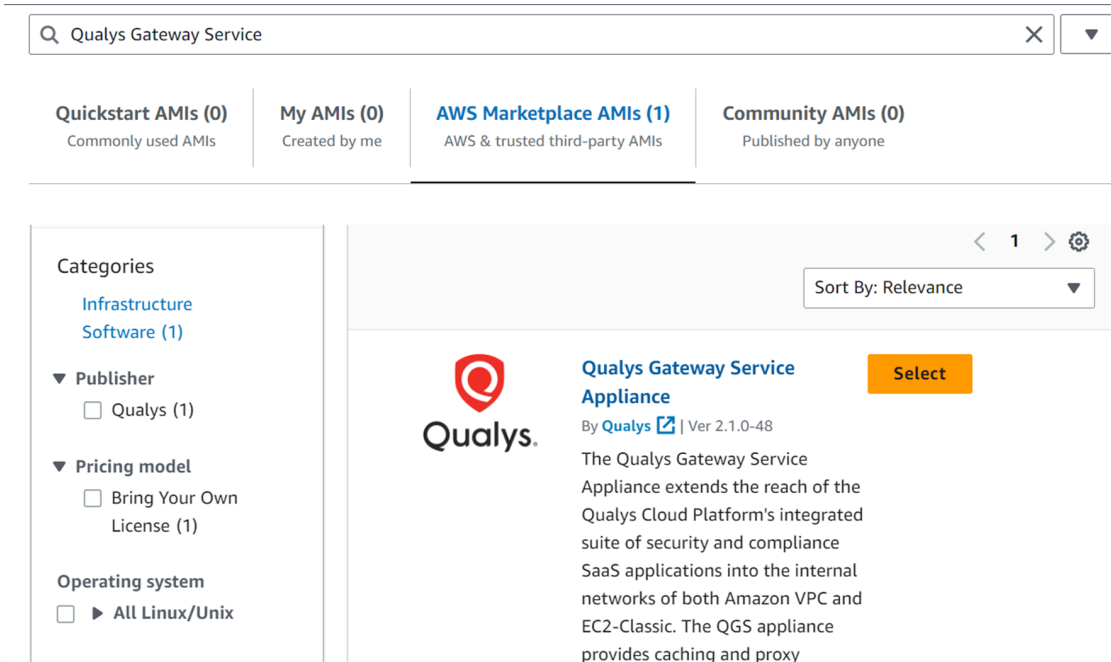 Qualys Gateway Service
Quickstart AMIs (0)
Commonly used AMIs
My AMIs (0)
Created by me
AWS Marketplace AMIs (1)
AWS & trusted third-party AMIs
Community AMIs (0)
Published by anyone
Categories
Infrastructure
Software (1)
Publisher
Qualys (1)
Pricing model
Bring Your Own
License (1)
Operating system
All Linux/Unix
1
Sort By: Relevance
Qualys.
Qualys Gateway Service
Appliance
Select
By Qualys | Ver 2.1.0-48
The Qualys Gateway Service
Appliance extends the reach of the
Qualys Cloud Platform's integrated
suite of security and compliance
SaaS applications into the internal
networks of both Amazon VPC and
EC2-Classic. The QGS appliance
provides caching and proxy